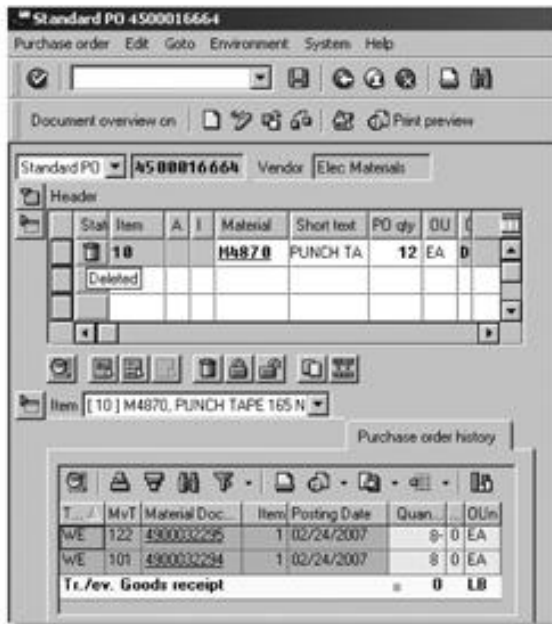 Standard PO 4500016664
Purchase order Edit Goto Environment System Help
Document overview on Print preview
Standard PO 4500016664 Vendor Elec Materials
Header
Stat Item A I Material Short text PO qty OU
10 M4870 PUNCH TA 12 EA D
Deleted
Item [ 10 ] M4870, PUNCH TAPE 165 N
Purchase order history
T... MvT Material Doc... Item Posting Date Quan... ... OUn
WE 122 4900032295 1 02/24/2007 8- 0 EA
WE 101 4900032294 1 02/24/2007 8 0 EA
Tr./ev. Goods receipt 0 LB